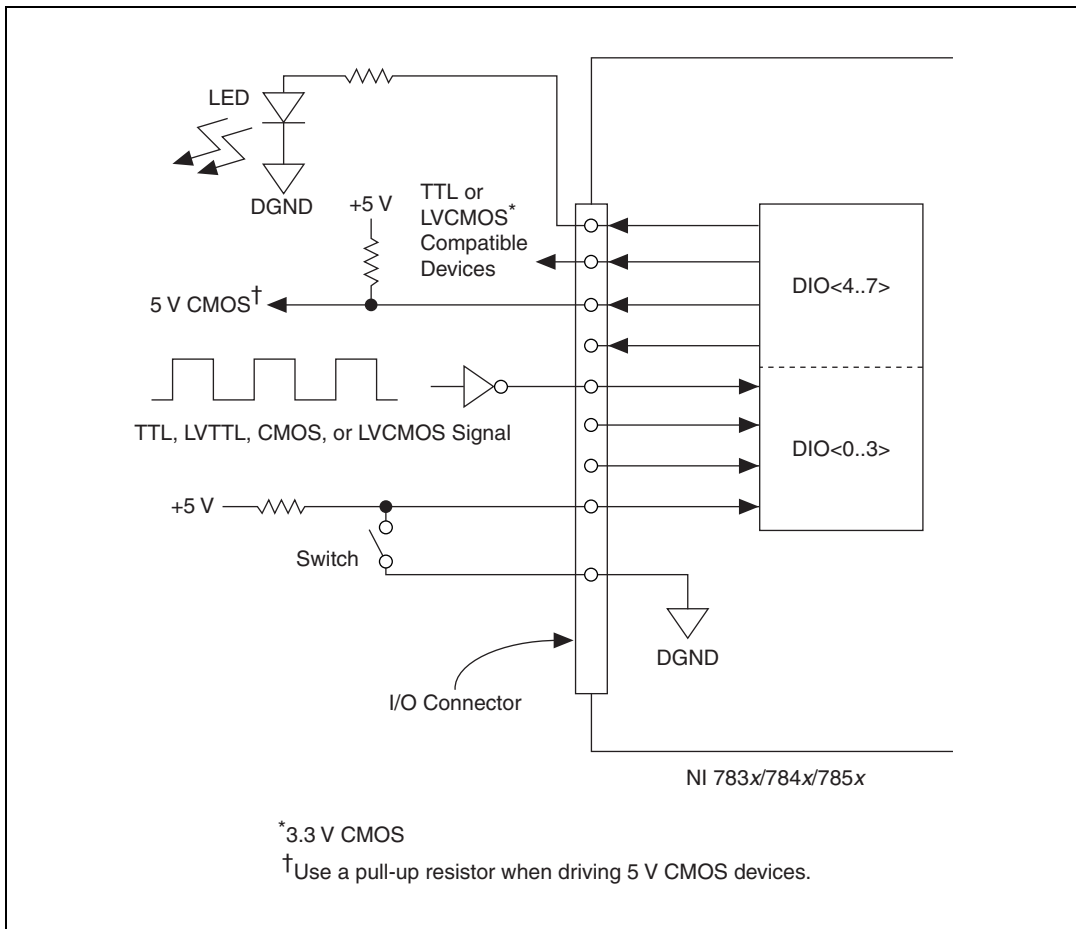 LED
DGND
+5 V
TTL or
LVCMOS*
Compatible
Devices
5 V CMOS†
DIO<4..7>
TTL, LVTTL, CMOS, or LVCMOS Signal
DIO<0..3>
+5 V
Switch
DGND
I/O Connector
NI 783x/784x/785x
*3.3 V CMOS
†Use a pull-up resistor when driving 5 V CMOS devices.